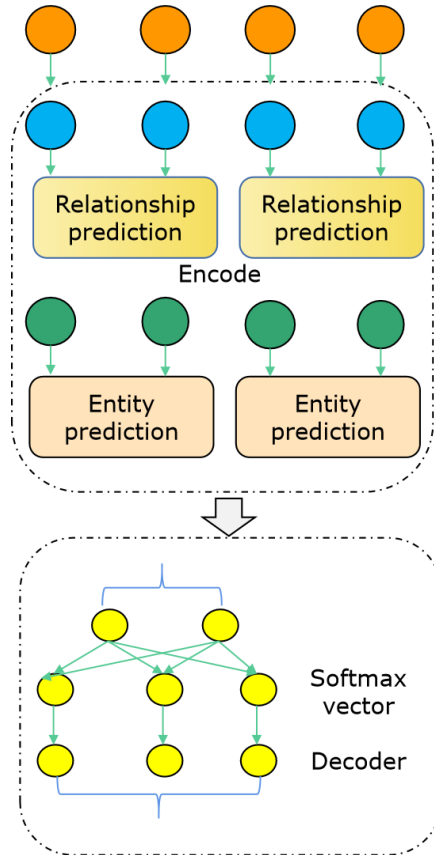 Relationship
prediction
Relationship
prediction
Encode
Entity
prediction
Entity
prediction
Softmax
vector
Decoder